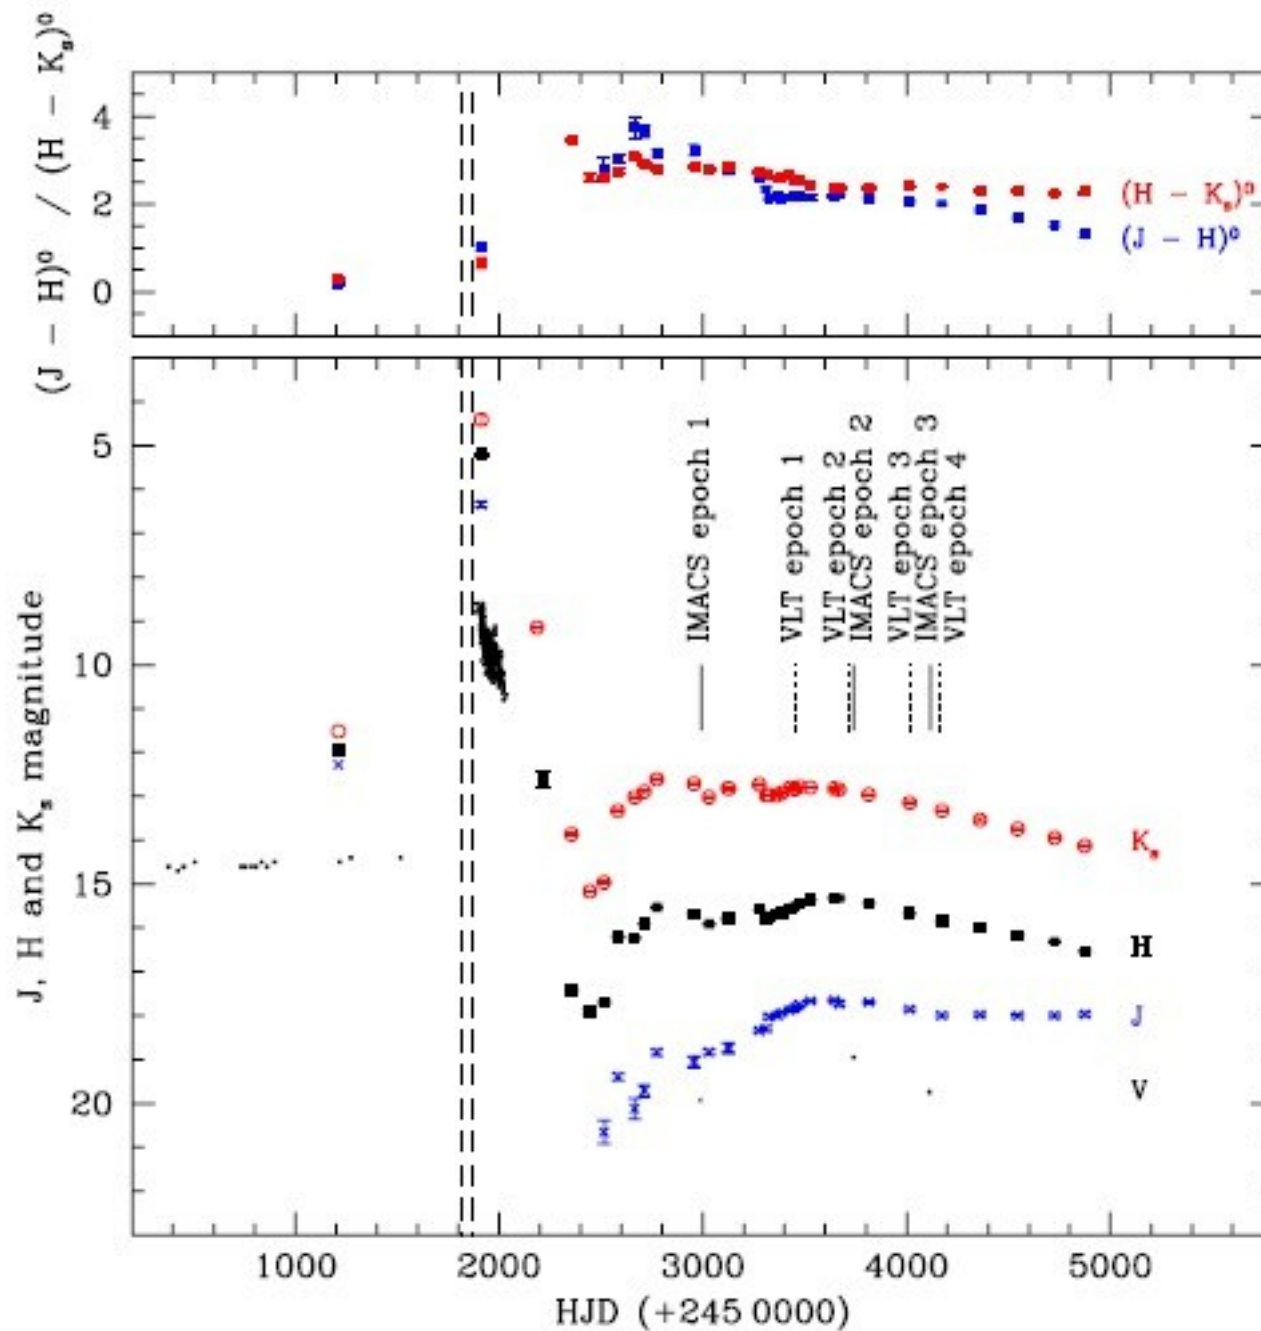 (J − H)⁰ / (H − Kₛ)⁰
4
2
0
(H − Kₛ)⁰
(J − H)⁰
J, H and Kₛ magnitude
5
10
15
20
IMACS epoch 1
VLT epoch 1
VLT epoch 2
IMACS epoch 2
VLT epoch 3
IMACS epoch 3
VLT epoch 4
Kₛ
H
J
V
1000 2000 3000 4000 5000
HJD (+245 0000)